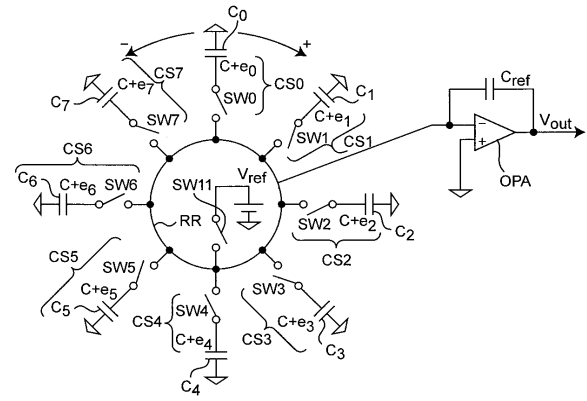 C0
− +
C+e0
CS0
SW0
CS7
C+e7
C7
SW7
C1
C+e1
SW1
CS1
Cref
Vout
−
+
OPA
CS6
C6
C+e6
SW6
SW11
Vref
RR
SW2
C+e2
C2
CS2
CS5
SW5
C+e5
C5
SW4
CS4
C+e4
C4
SW3
C+e3
CS3
C3